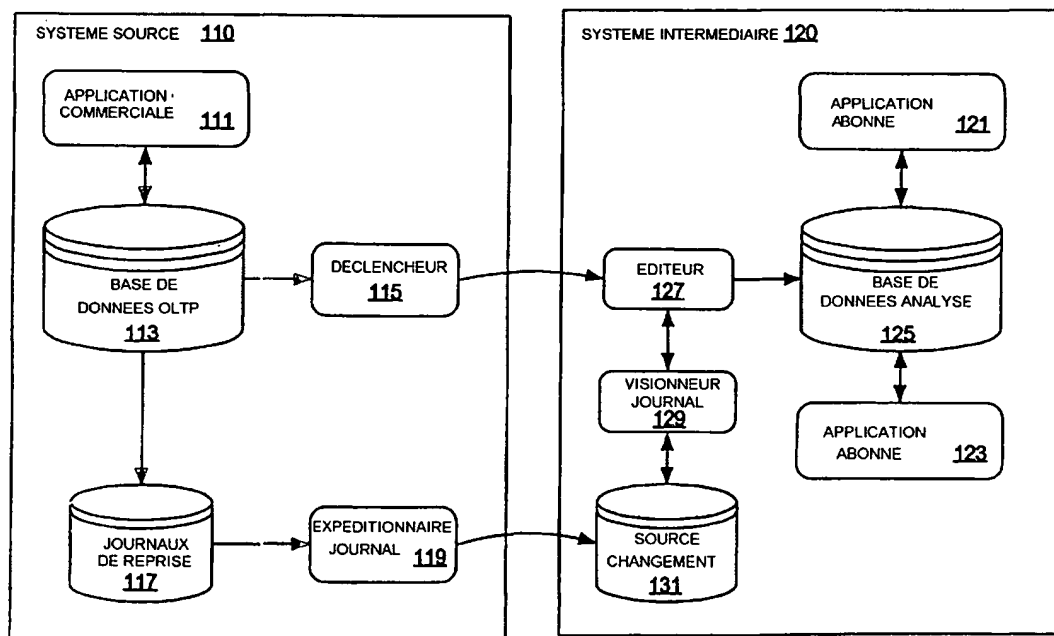 SYSTEME SOURCE 110
APPLICATION
COMMERCIALE 111
BASE DE
DONNEES OLTP
113
DECLENCHEUR
115
JOURNAUX
DE REPRISE
117
EXPEDITIONNAIRE
JOURNAL 119
SYSTEME INTERMEDIAIRE 120
APPLICATION
ABONNE 121
EDITEUR
127
BASE DE
DONNEES ANALYSE
125
VISIONNEUR
JOURNAL
129
APPLICATION
ABONNE 123
SOURCE
CHANGEMENT
131